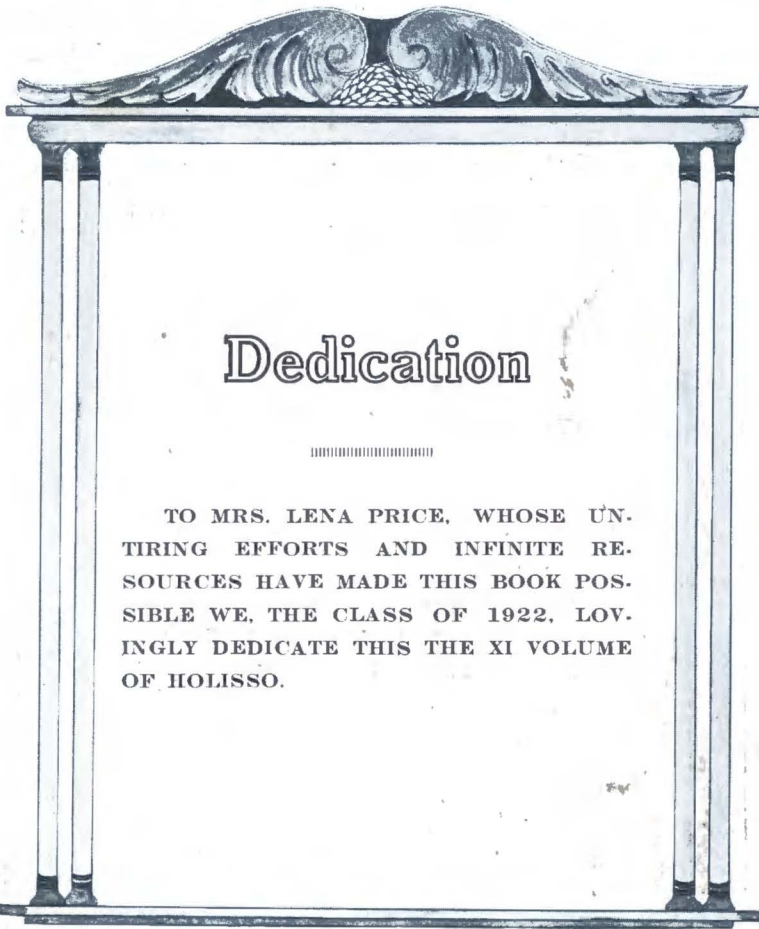 Dedication
TO MRS. LENA PRICE, WHOSE UN-
TIRING EFFORTS AND INFINITE RE-
SOURCES HAVE MADE THIS BOOK POS-
SIBLE WE, THE CLASS OF 1922, LOV-
INGLY DEDICATE THIS THE XI VOLUME
OF HOLISSO.